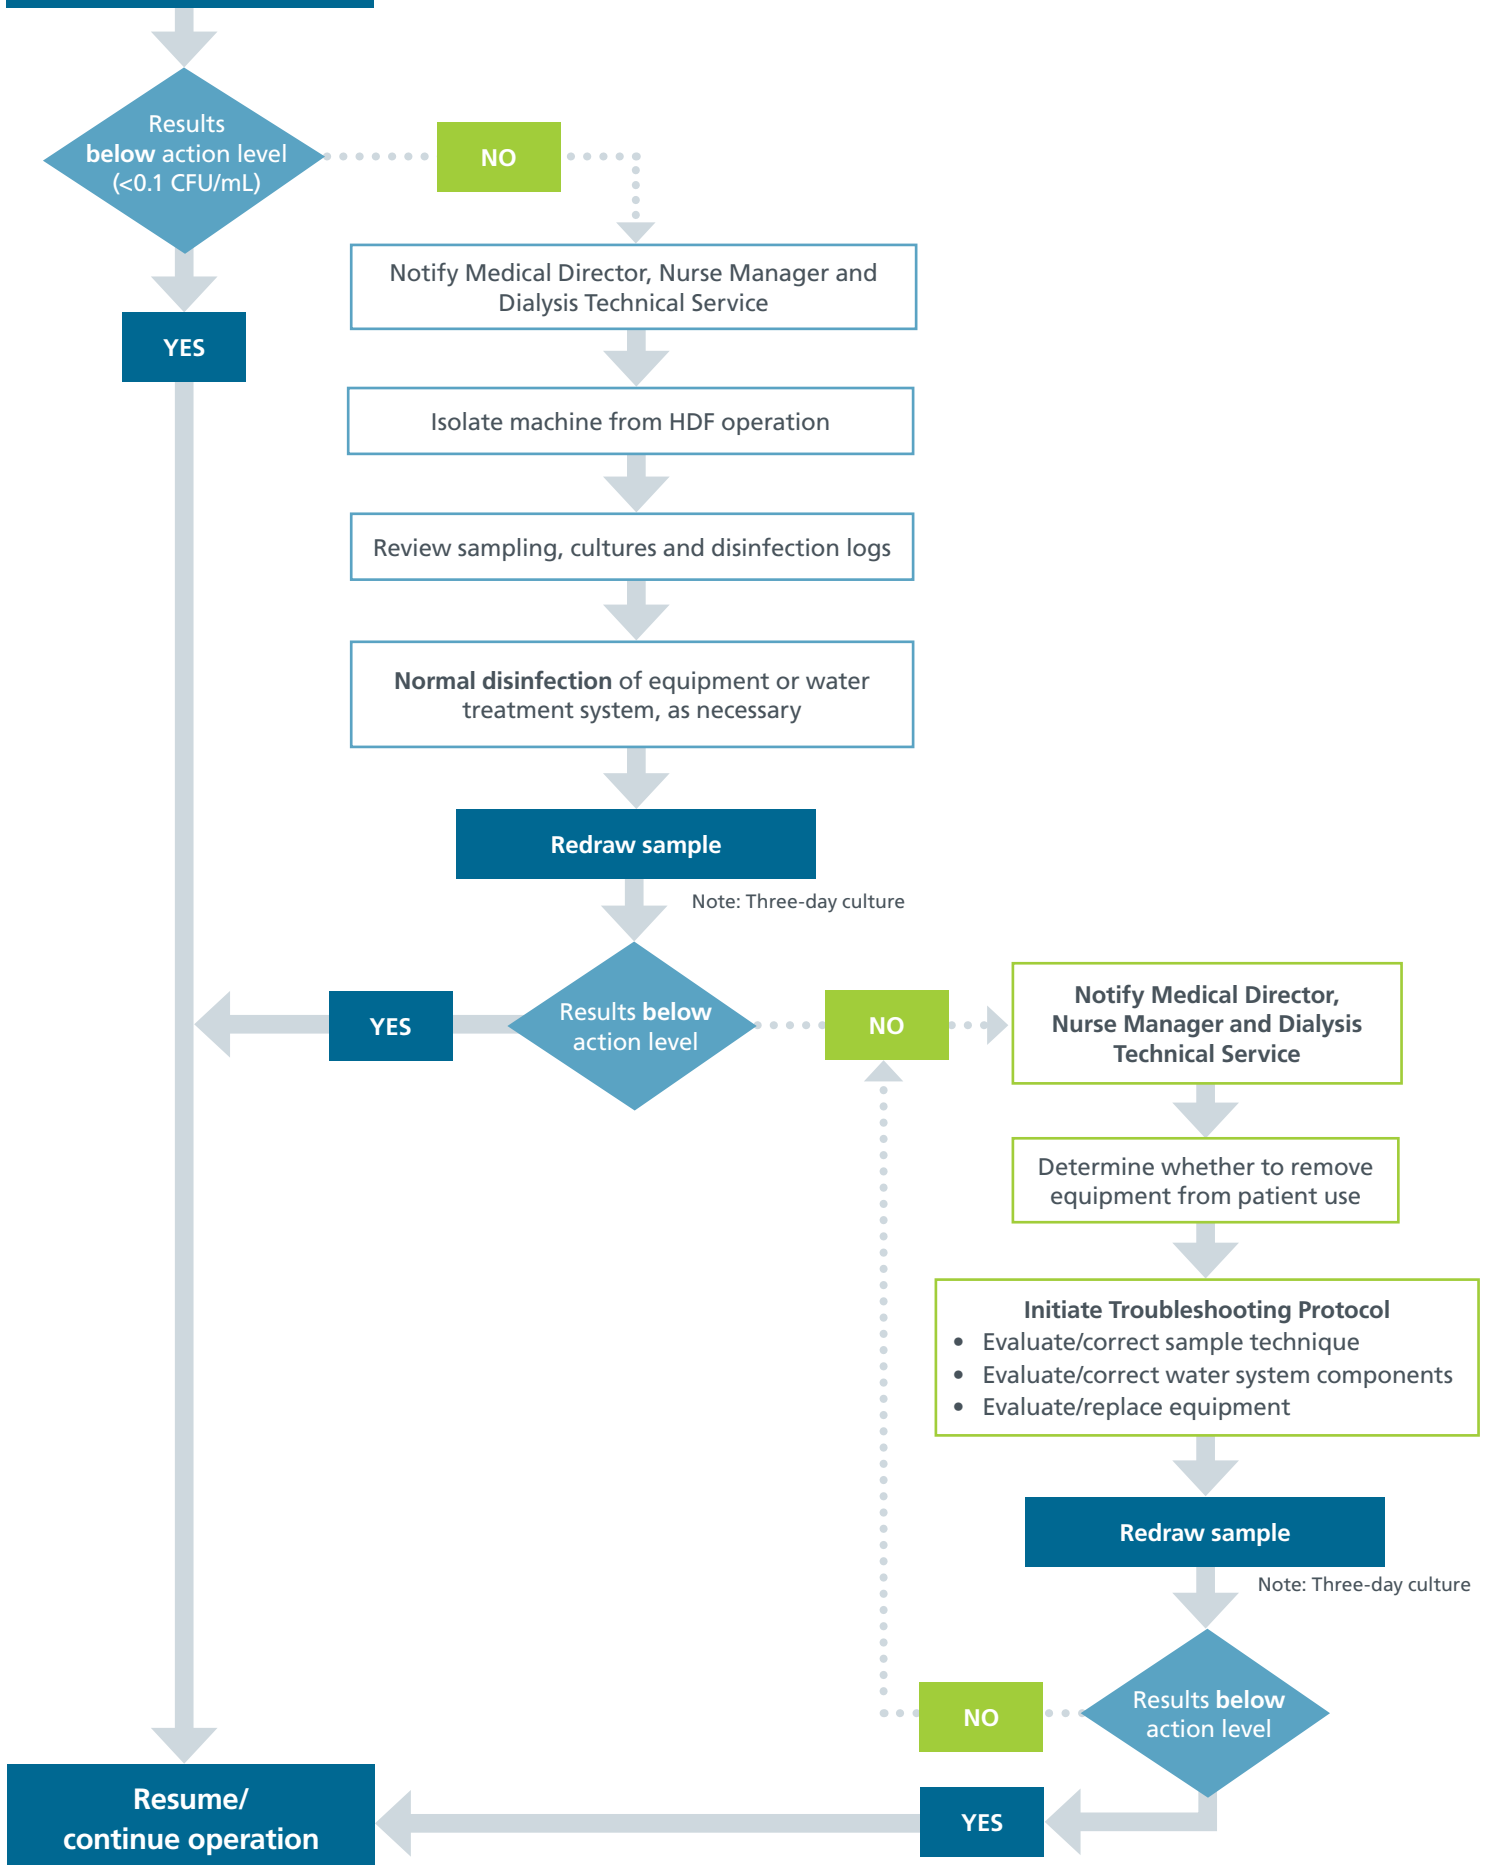 Results
below action level
(<0.1 CFU/mL)
NO
YES
Notify Medical Director, Nurse Manager and
Dialysis Technical Service
Isolate machine from HDF operation
Review sampling, cultures and disinfection logs
Normal disinfection of equipment or water
treatment system, as necessary
Redraw sample
Note: Three-day culture
Results below
action level
YES
NO
Notify Medical Director,
Nurse Manager and Dialysis
Technical Service
Determine whether to remove
equipment from patient use
Initiate Troubleshooting Protocol
• Evaluate/correct sample technique
• Evaluate/correct water system components
• Evaluate/replace equipment
Redraw sample
Note: Three-day culture
Results below
action level
NO
YES
Resume/
continue operation